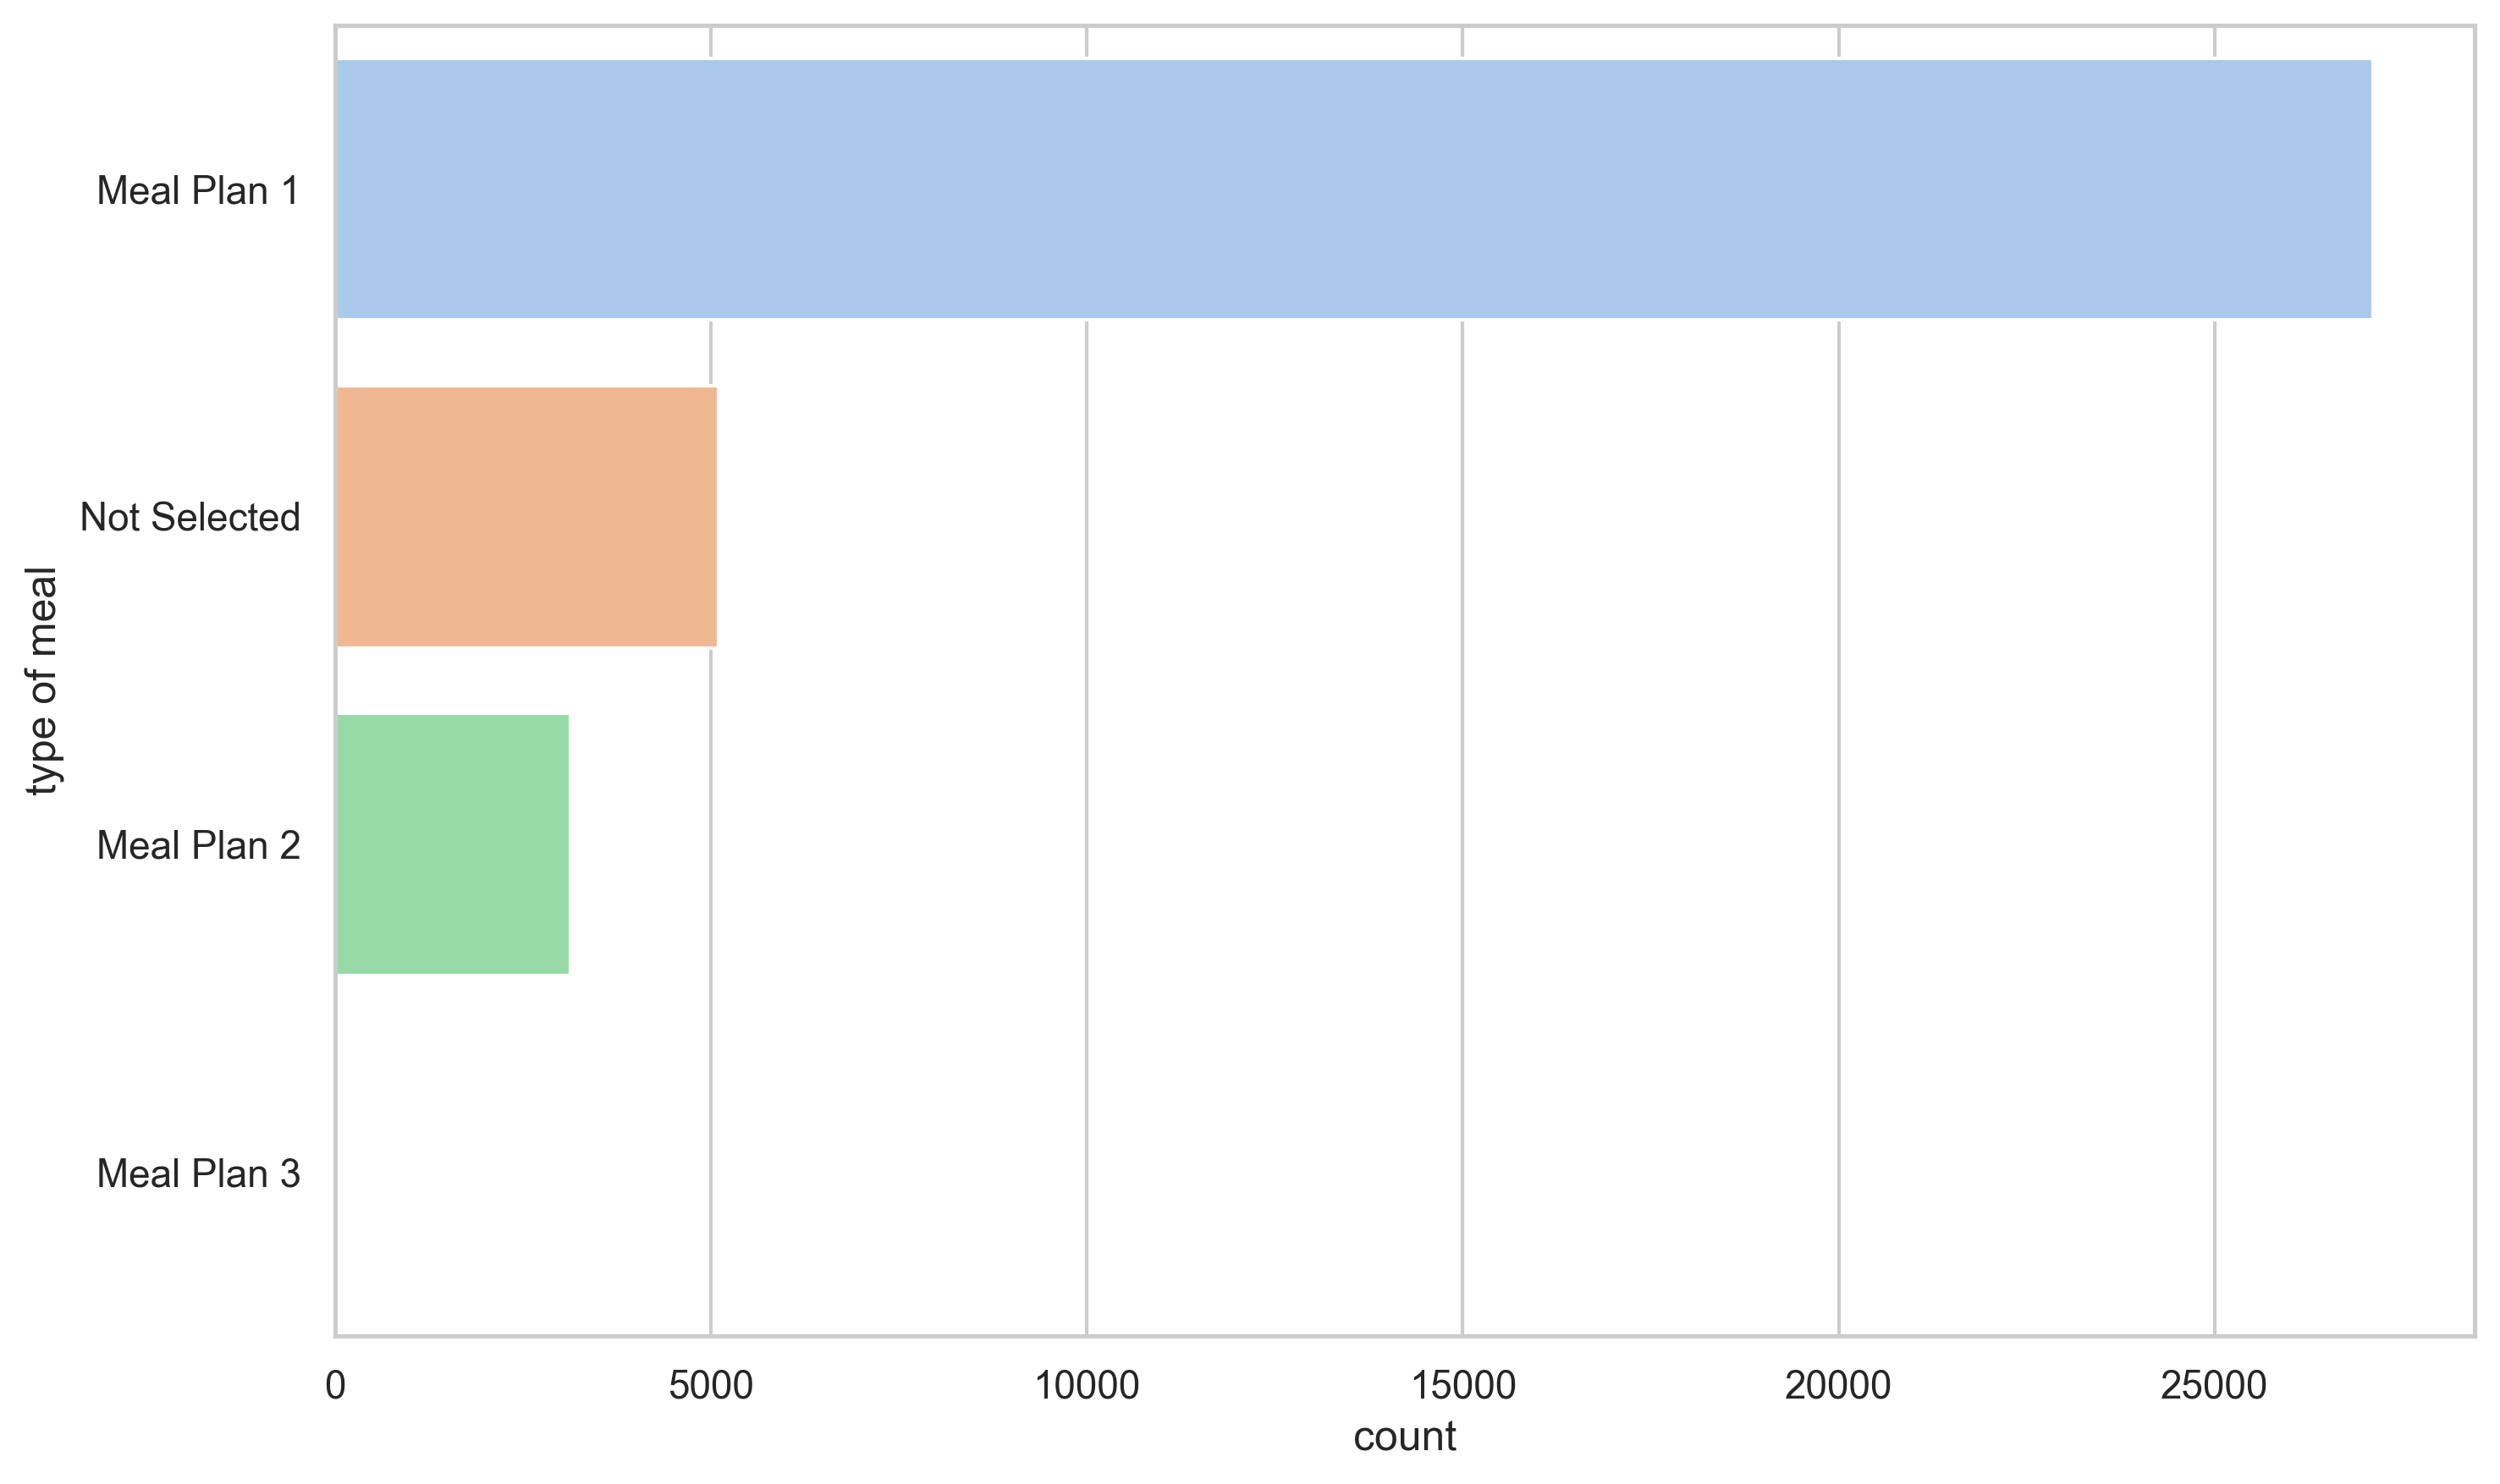 Meal Plan 1
Not Selected
Meal Plan 2
Meal Plan 3
type of meal
0 5000 10000 15000 20000 25000
count